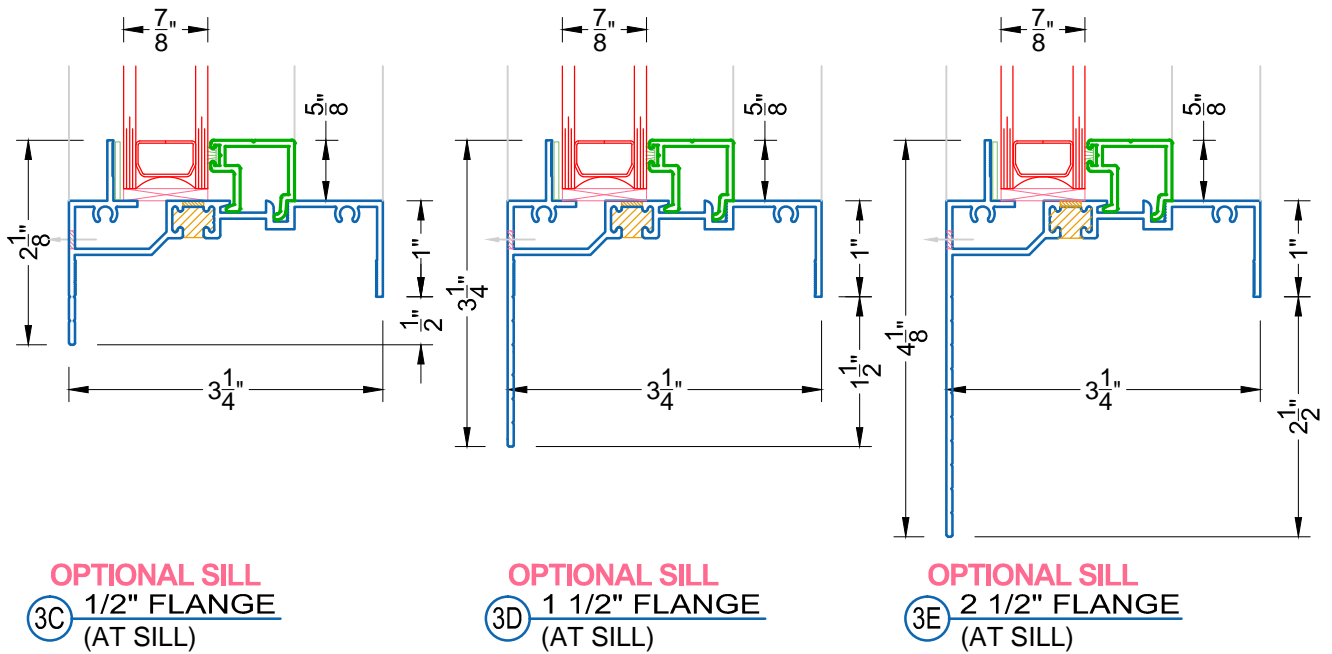 7/8"
5/8"
2 1/8"
1"
1/2"
3 1/4"
OPTIONAL SILL
3C 1/2" FLANGE
(AT SILL)
7/8"
5/8"
3 1/4"
1"
1 1/2"
3 1/4"
OPTIONAL SILL
3D 1 1/2" FLANGE
(AT SILL)
7/8"
5/8"
4 1/8"
1"
2 1/2"
3 1/4"
OPTIONAL SILL
3E 2 1/2" FLANGE
(AT SILL)